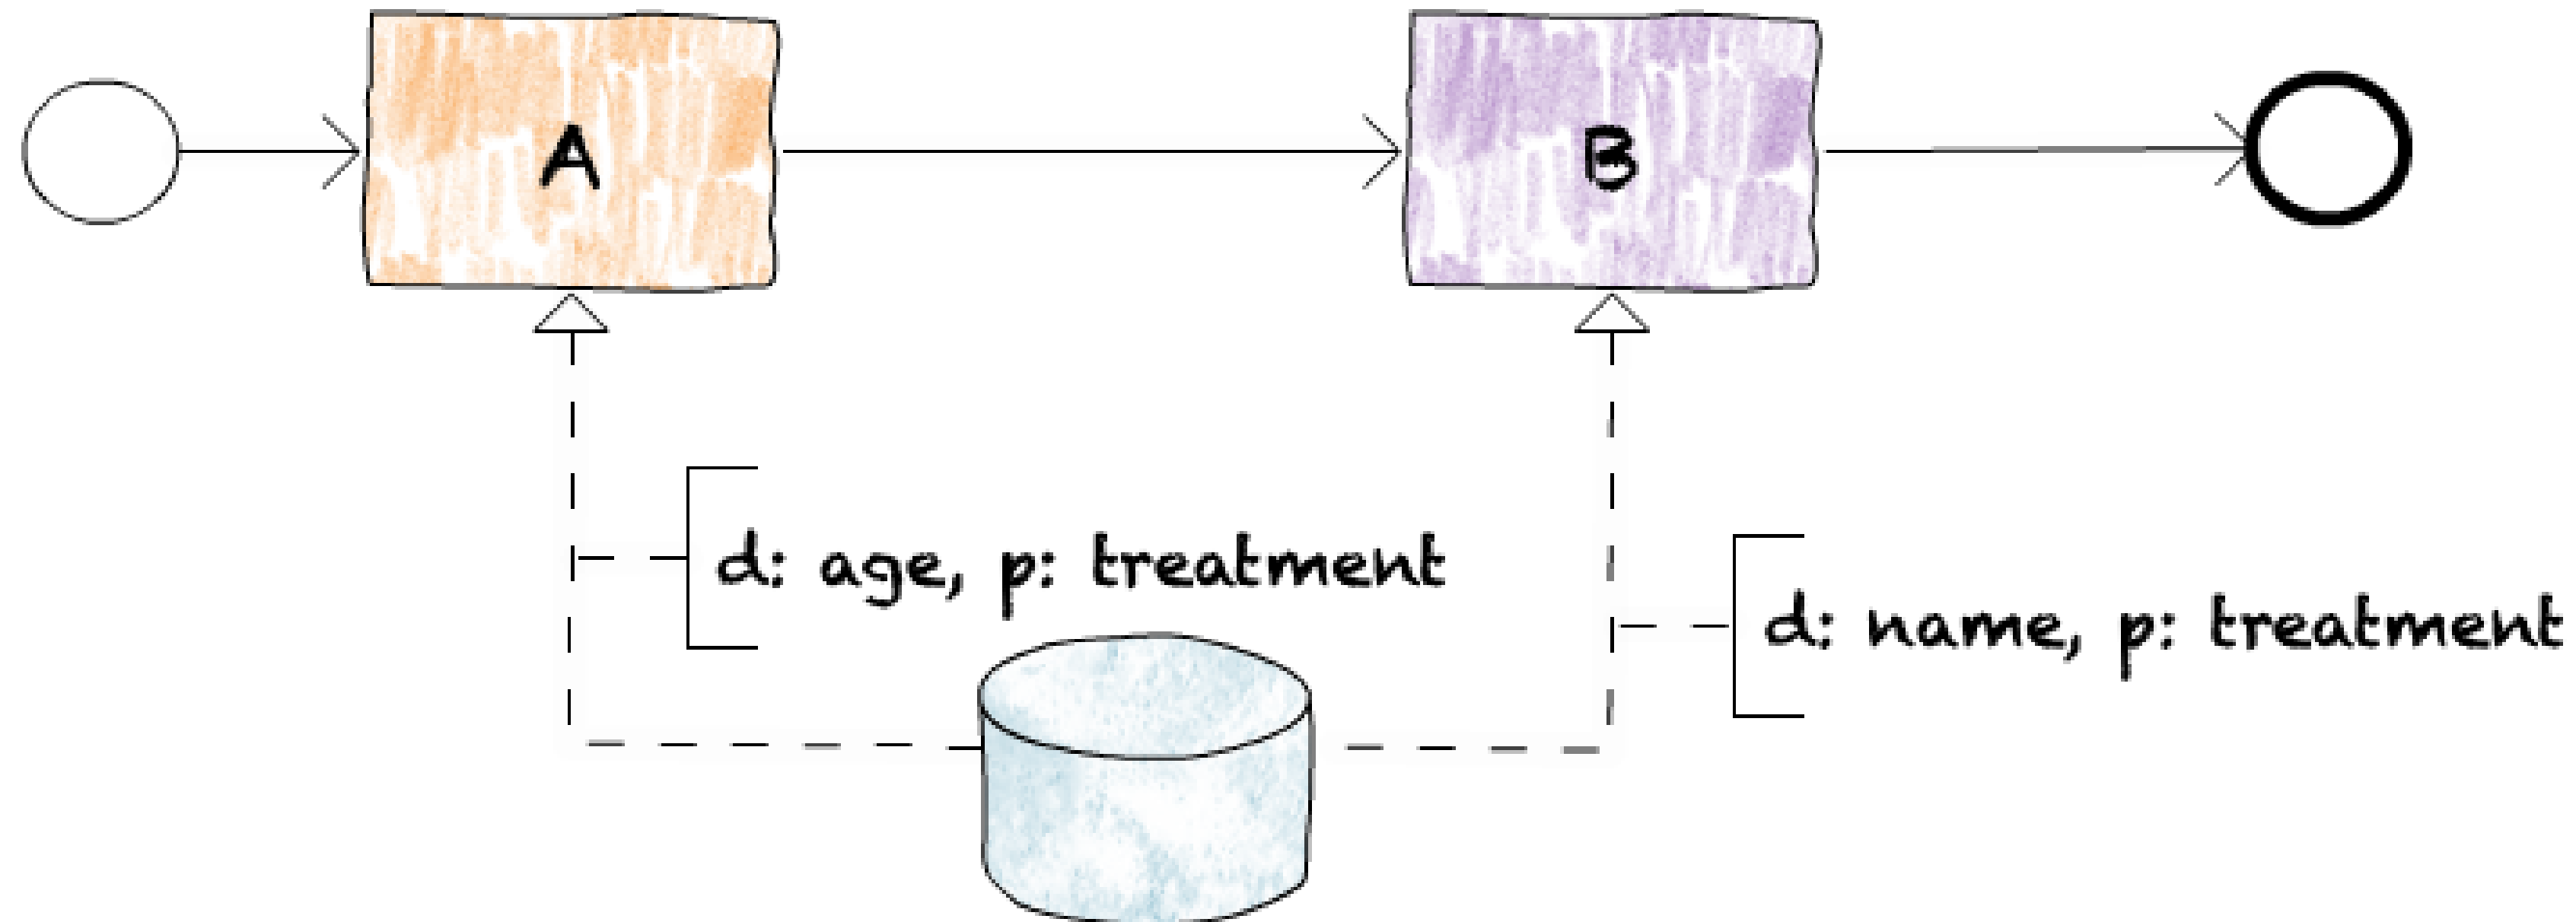 A
B
d: age, p: treatment
d: name, p: treatment